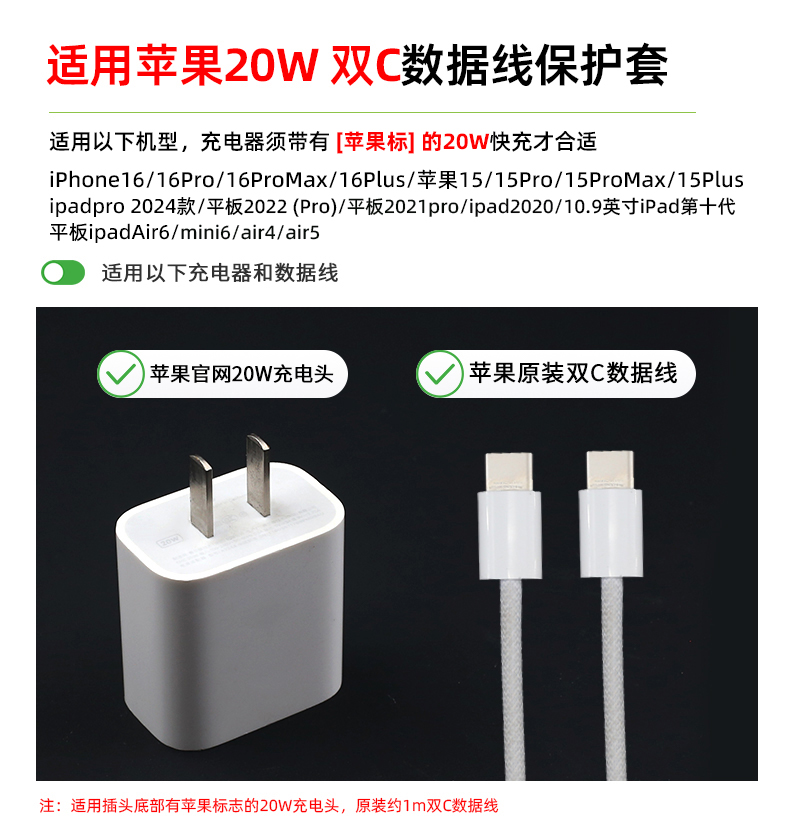 适用苹果20W 双C数据线保护套
适用以下机型，充电器须带有 [苹果标] 的20W快充才合适
iPhone16/16Pro/16ProMax/16Plus/苹果15/15Pro/15ProMax/15Plus
ipadpro 2024款/平板2022 (Pro)/平板2021pro/ipad2020/10.9英寸iPad第十代
平板ipadAir6/mini6/air4/air5
适用以下充电器和数据线
苹果官网20W充电头
苹果原装双C数据线
20W
注：适用插头底部有苹果标志的20W充电头，原装约1m双C数据线